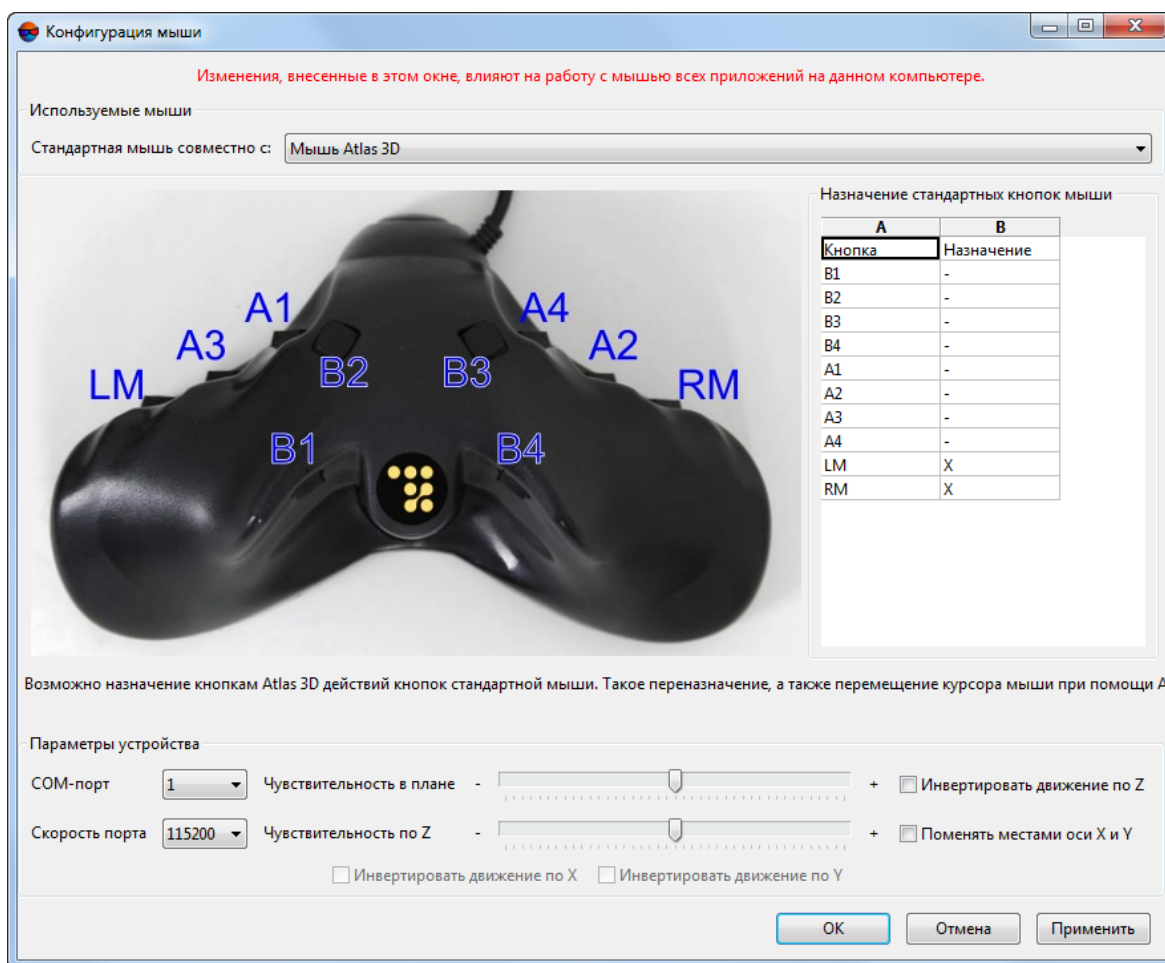 Конфигурация мыши
Изменения, внесенные в этом окне, влияют на работу с мышью всех приложений на данном компьютере.
Используемые мыши
Стандартная мышь совместно с: Мышь Atlas 3D
Назначение стандартных кнопок мыши
A B
Кнопка Назначение
B1 -
B2 -
B3 -
B4 -
A1 -
A2 -
A3 -
A4 -
LM X
RM X
A1 A4
A3 A2
B2 B3
LM RM
B1 B4
Возможно назначение кнопкам Atlas 3D действий кнопок стандартной мыши. Такое переназначение, а также перемещение курсора мыши при помощи A
Параметры устройства
COM-порт 1 Чувствительность в плане - + Инвертировать движение по Z
Скорость порта 115200 Чувствительность по Z - + Поменять местами оси X и Y
Инвертировать движение по X Инвертировать движение по Y
OK Отмена Применить